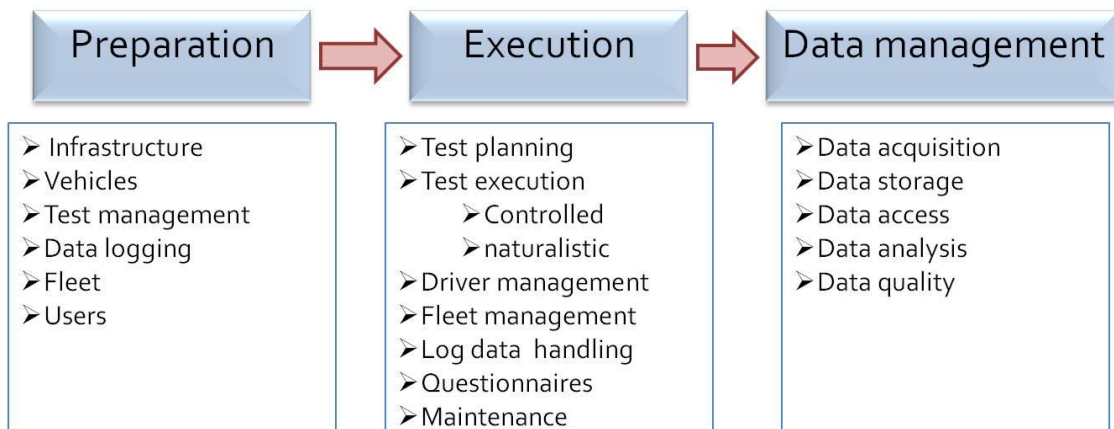 Preparation
Execution
Data management
Infrastructure
Vehicles
Test management
Data logging
Fleet
Users
Test planning
Test execution
Controlled
naturalistic
Driver management
Fleet management
Log data handling
Questionnaires
Maintenance
Data acquisition
Data storage
Data access
Data analysis
Data quality